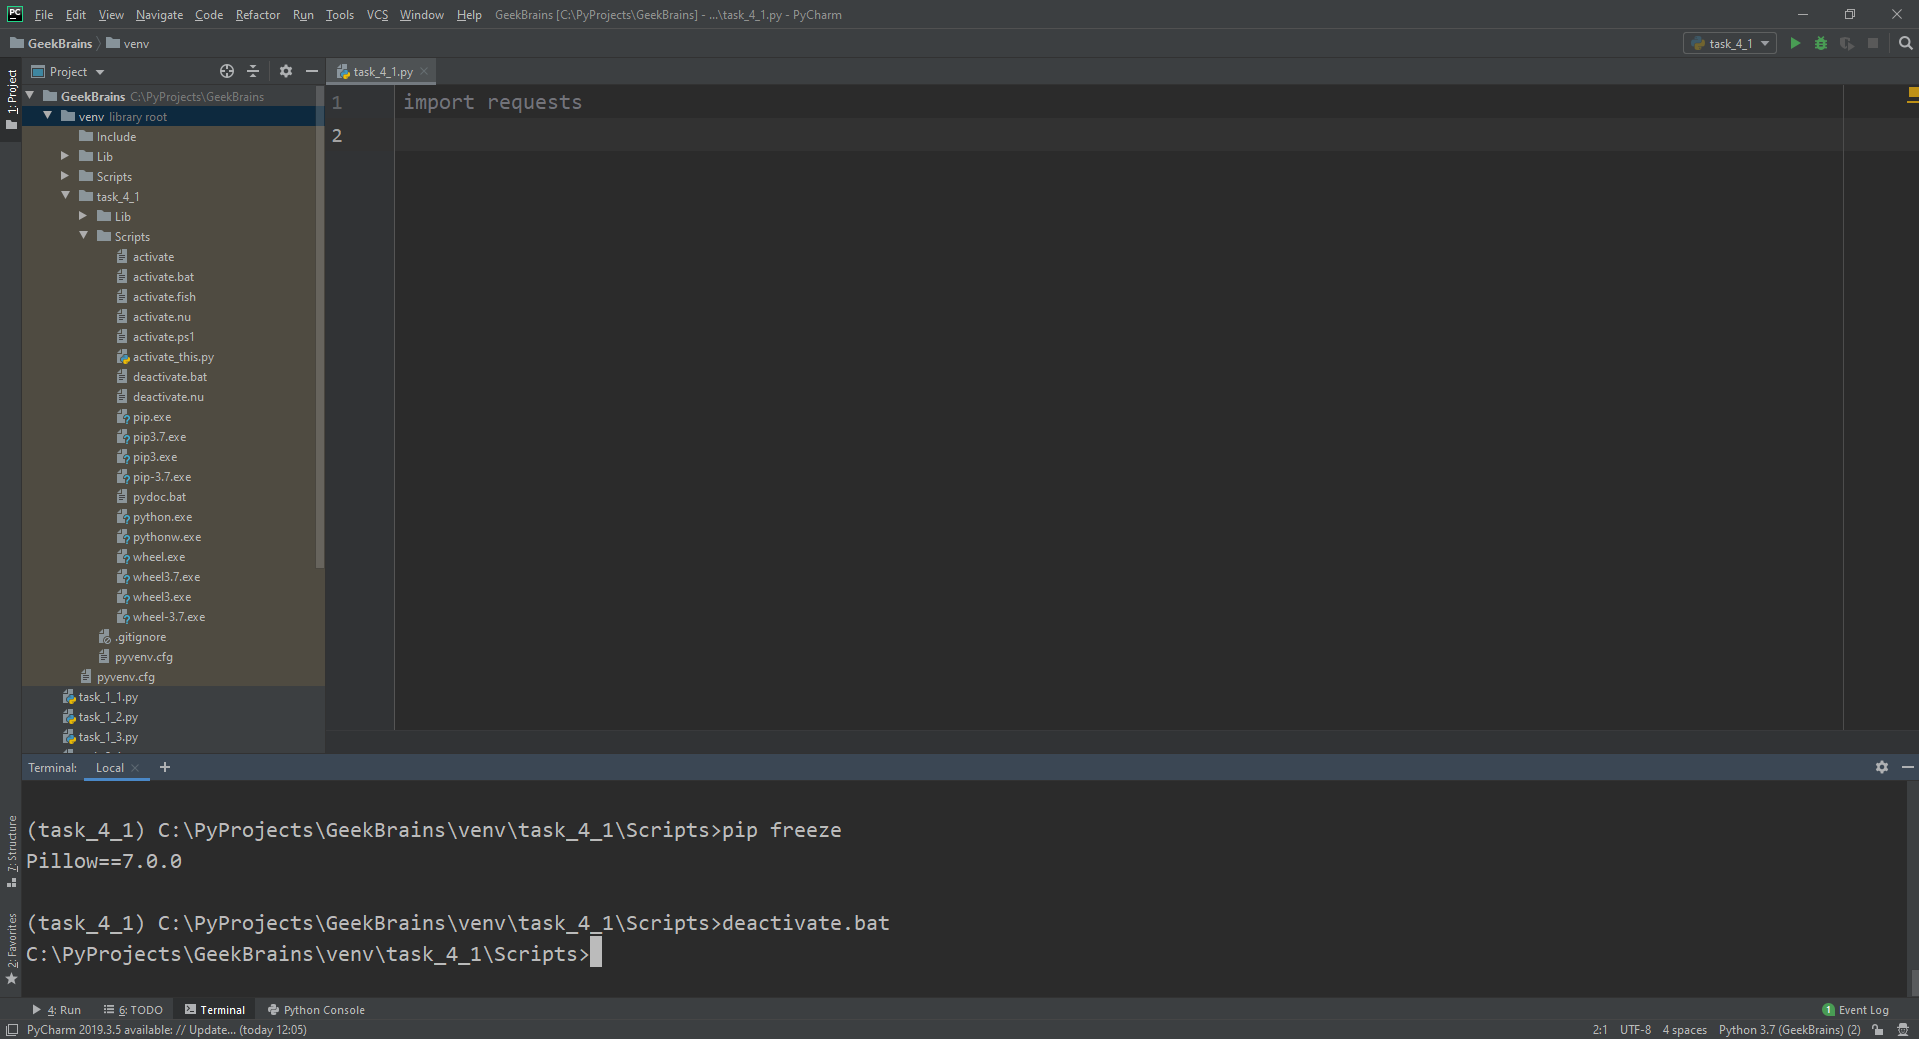 PC File Edit View Navigate Code Refactor Run Tools VCS Window Help GeekBrains [C:\PyProjects\GeekBrains] - ...\task_4_1.py - PyCharm
GeekBrains venv task_4_1
1: Project
Project
task_4_1.py
GeekBrains C:\PyProjects\GeekBrains
venv library root
Include
Lib
Scripts
task_4_1
Lib
Scripts
activate
activate.bat
activate.fish
activate.nu
activate.ps1
activate_this.py
deactivate.bat
deactivate.nu
pip.exe
pip3.7.exe
pip3.exe
pip-3.7.exe
pydoc.bat
python.exe
pythonw.exe
wheel.exe
wheel3.7.exe
wheel3.exe
wheel-3.7.exe
.gitignore
pyvenv.cfg
pyvenv.cfg
task_1_1.py
task_1_2.py
task_1_3.py
1 import requests
2
Terminal: Local
7: Structure
2: Favorites
(task_4_1) C:\PyProjects\GeekBrains\venv\task_4_1\Scripts>pip freeze
Pillow==7.0.0
(task_4_1) C:\PyProjects\GeekBrains\venv\task_4_1\Scripts>deactivate.bat
C:\PyProjects\GeekBrains\venv\task_4_1\Scripts>
4: Run 6: TODO Terminal Python Console 1 Event Log
PyCharm 2019.3.5 available: // Update... (today 12:05) 2:1 UTF-8 4 spaces Python 3.7 (GeekBrains) (2)